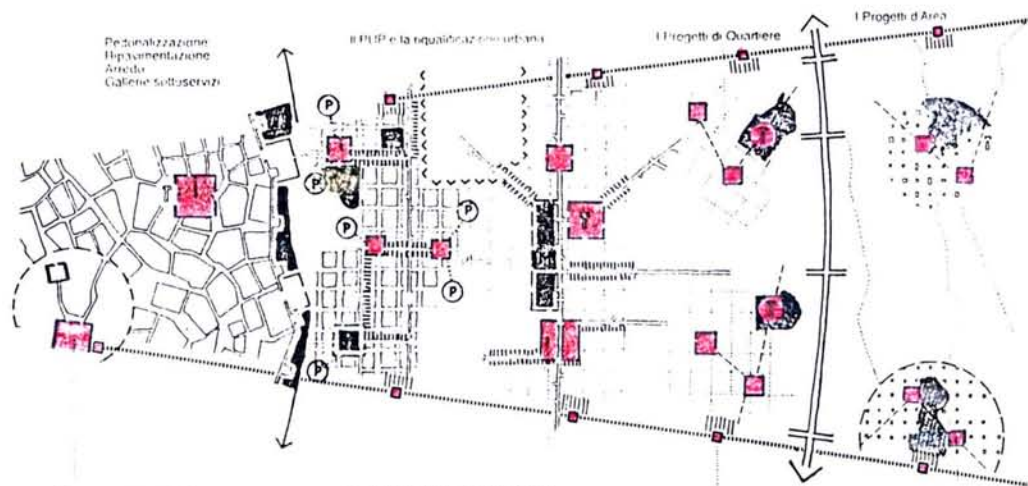 Pedonalizzazione
Ripavimentazione
Arredo
Gallerie sottoservizi
Il PUP e la riqualificazione urbana
I Progetti di Quartiere
I Progetti d'Area
P
P
P
P
P
P
T